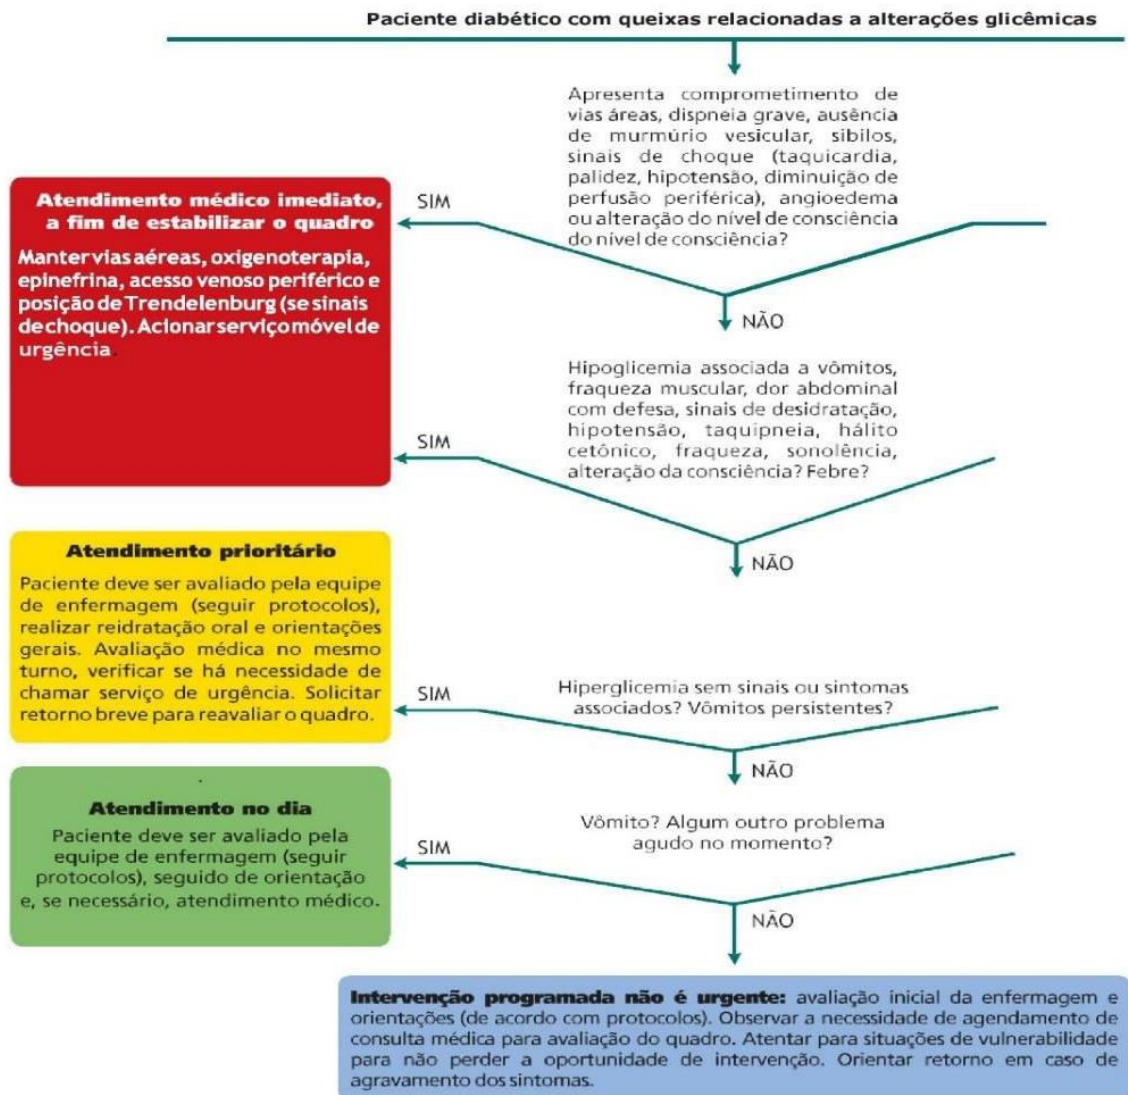 Paciente diabético com queixas relacionadas a alterações glicêmicas
Apresenta comprometimento de
vias áreas, dispneia grave, ausência
de murmúrio vesicular, sibilos,
sinais de choque (taquicardia,
palidez, hipotensão, diminuição de
perfusão periférica), angioedema
ou alteração do nível de consciência
do nível de consciência?
SIM
Atendimento médico imediato,
a fim de estabilizar o quadro
Manter vias aéreas, oxigenoterapia,
epinefrina, acesso venoso periférico e
posição de Trendelenburg (se sinais
de choque). Acionar serviço móvel de
urgência.
NÃO
Hipoglicemia associada a vômitos,
fraqueza muscular, dor abdominal
com defesa, sinais de desidratação,
hipotensão, taquipneia, hálito
cetônico, fraqueza, sonolência,
alteração da consciência? Febre?
SIM
NÃO
Atendimento prioritário
Paciente deve ser avaliado pela equipe
de enfermagem (seguir protocolos),
realizar reidratação oral e orientações
gerais. Avaliação médica no mesmo
turno, verificar se há necessidade de
chamar serviço de urgência. Solicitar
retorno breve para reavaliar o quadro.
SIM
Hiperglicemia sem sinais ou sintomas
associados? Vômitos persistentes?
NÃO
Atendimento no dia
Paciente deve ser avaliado pela
equipe de enfermagem (seguir
protocolos), seguido de orientação
e, se necessário, atendimento médico.
SIM
Vômito? Algum outro problema
agudo no momento?
NÃO
Intervenção programada não é urgente: avaliação inicial da enfermagem e
orientações (de acordo com protocolos). Observar a necessidade de agendamento de
consulta médica para avaliação do quadro. Atentar para situações de vulnerabilidade
para não perder a oportunidade de intervenção. Orientar retorno em caso de
agravamento dos sintomas.